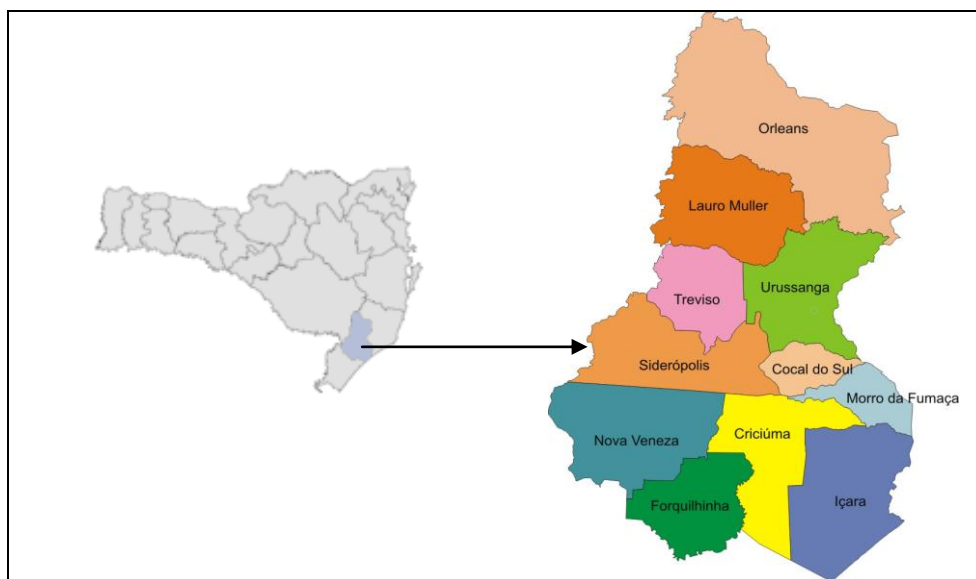 Orleans
Lauro Muller
Treviso
Urussanga
Siderópolis
Cocal do Sul
Morro da Fumaça
Nova Veneza
Criciúma
Forquilhinha
Içara